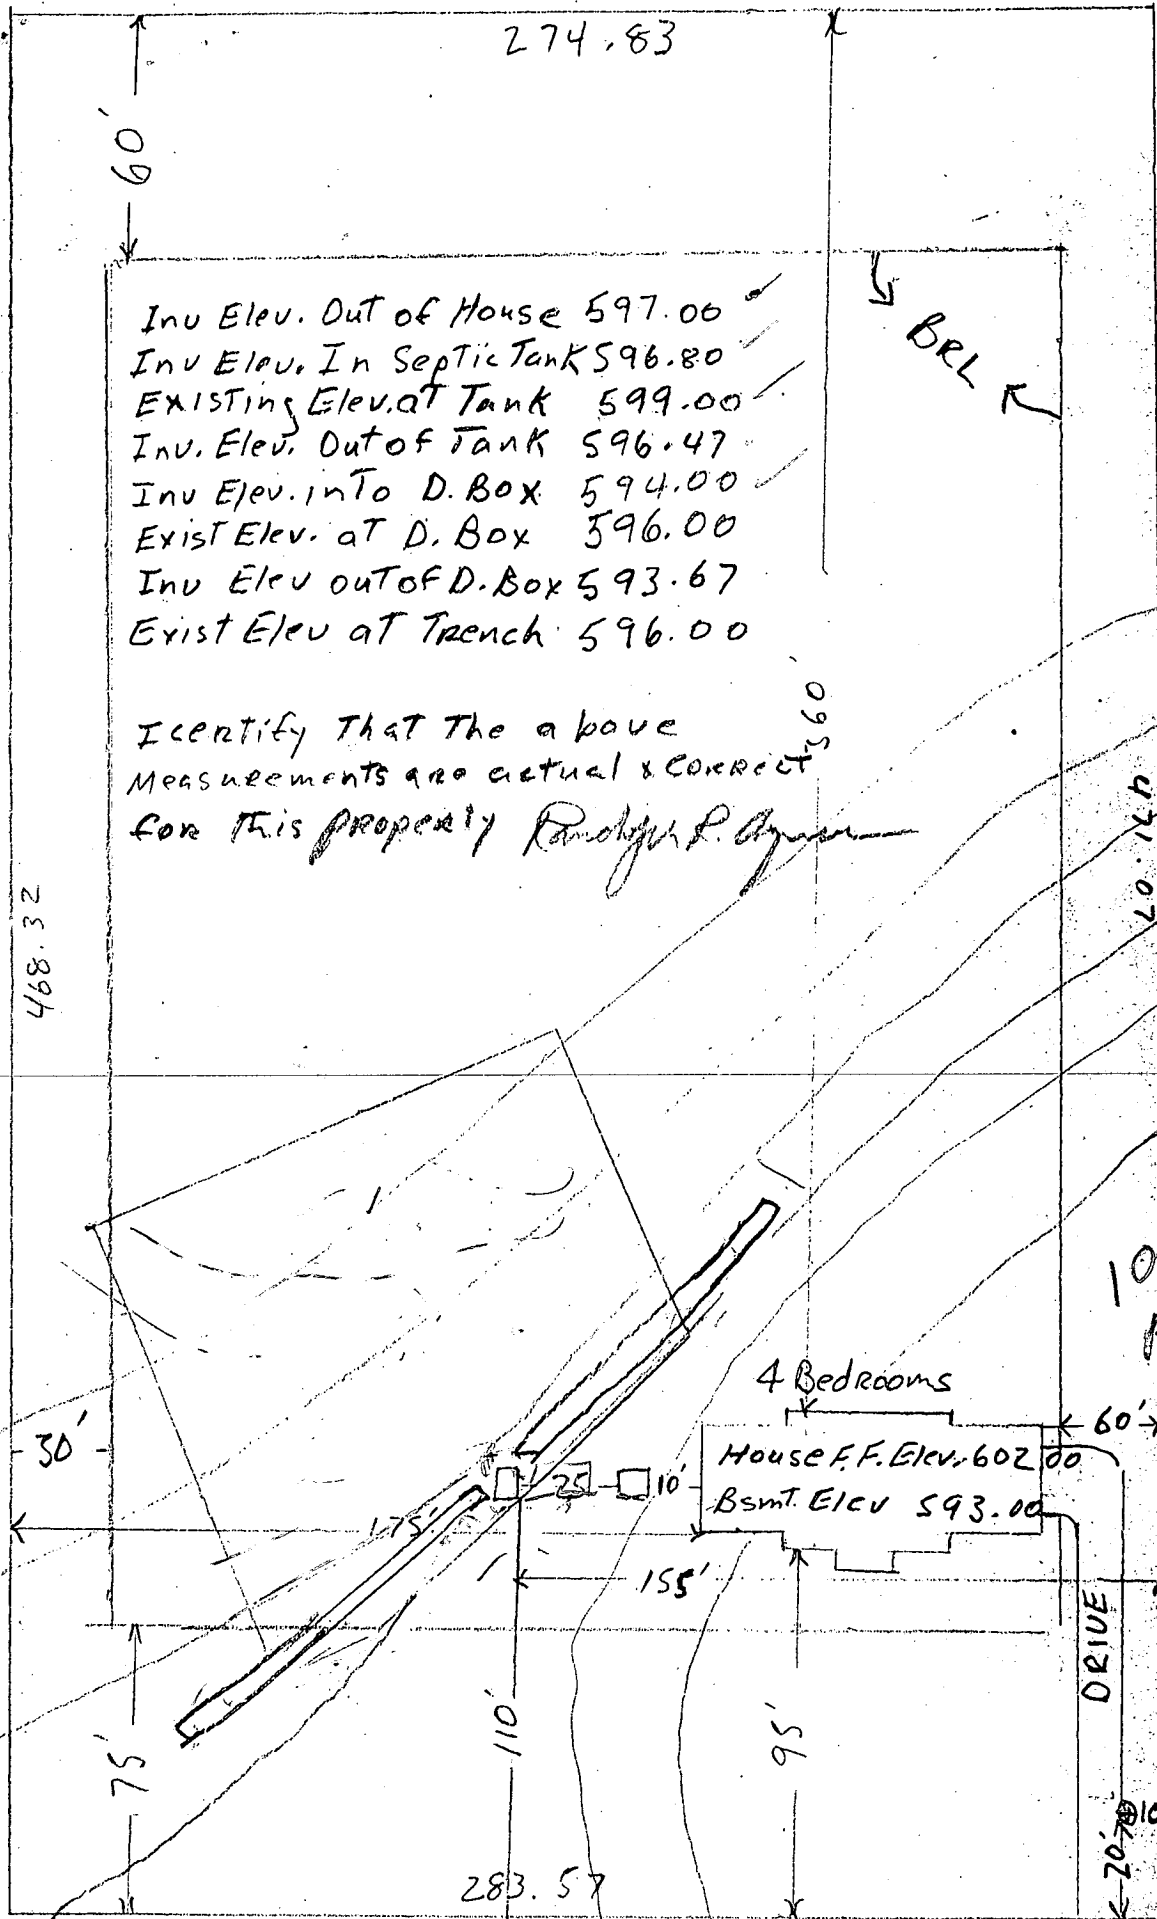 274.83
60'
Inv Elev. Out of House 597.00
Inv Elev. In Septic Tank 596.80
Existing Elev. at Tank 599.00
Inv. Elev. Out of Tank 596.47
Inv Elev. into D. Box 594.00
Exist Elev. at D. Box 596.00
Inv Elev out of D. Box 593.67
Exist Elev at Trench 596.00
BRL
I certify That The above
Measurements are actual & correct
for This property
360'
468.32
471.07
10
4 Bedrooms
30'
60'
House F.F. Elev. 602.00
Bsmt. Elev 593.00
25
10'
175'
155'
DRIVE
75'
110'
95'
20'
283.57